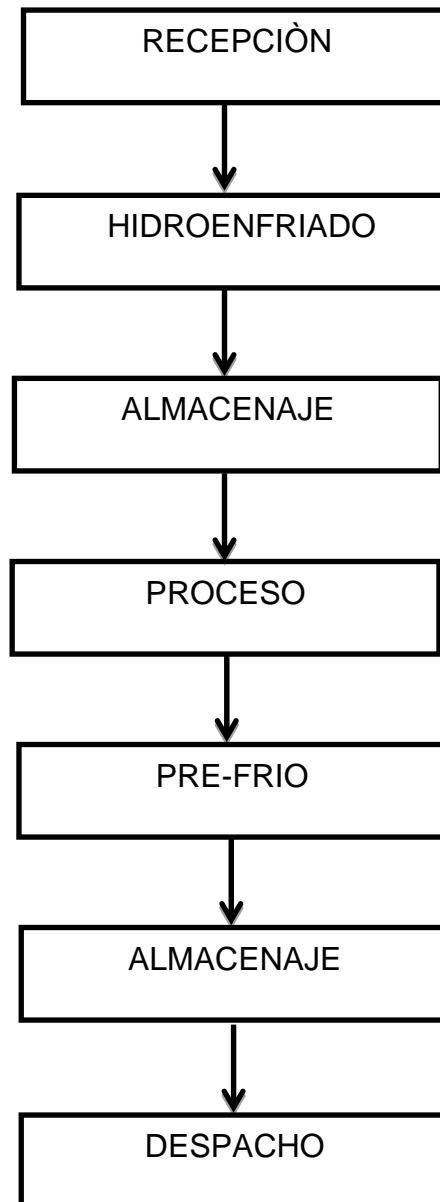 RECEPCIÒN
HIDROENFRIADO
ALMACENAJE
PROCESO
PRE-FRIO
ALMACENAJE
DESPACHO